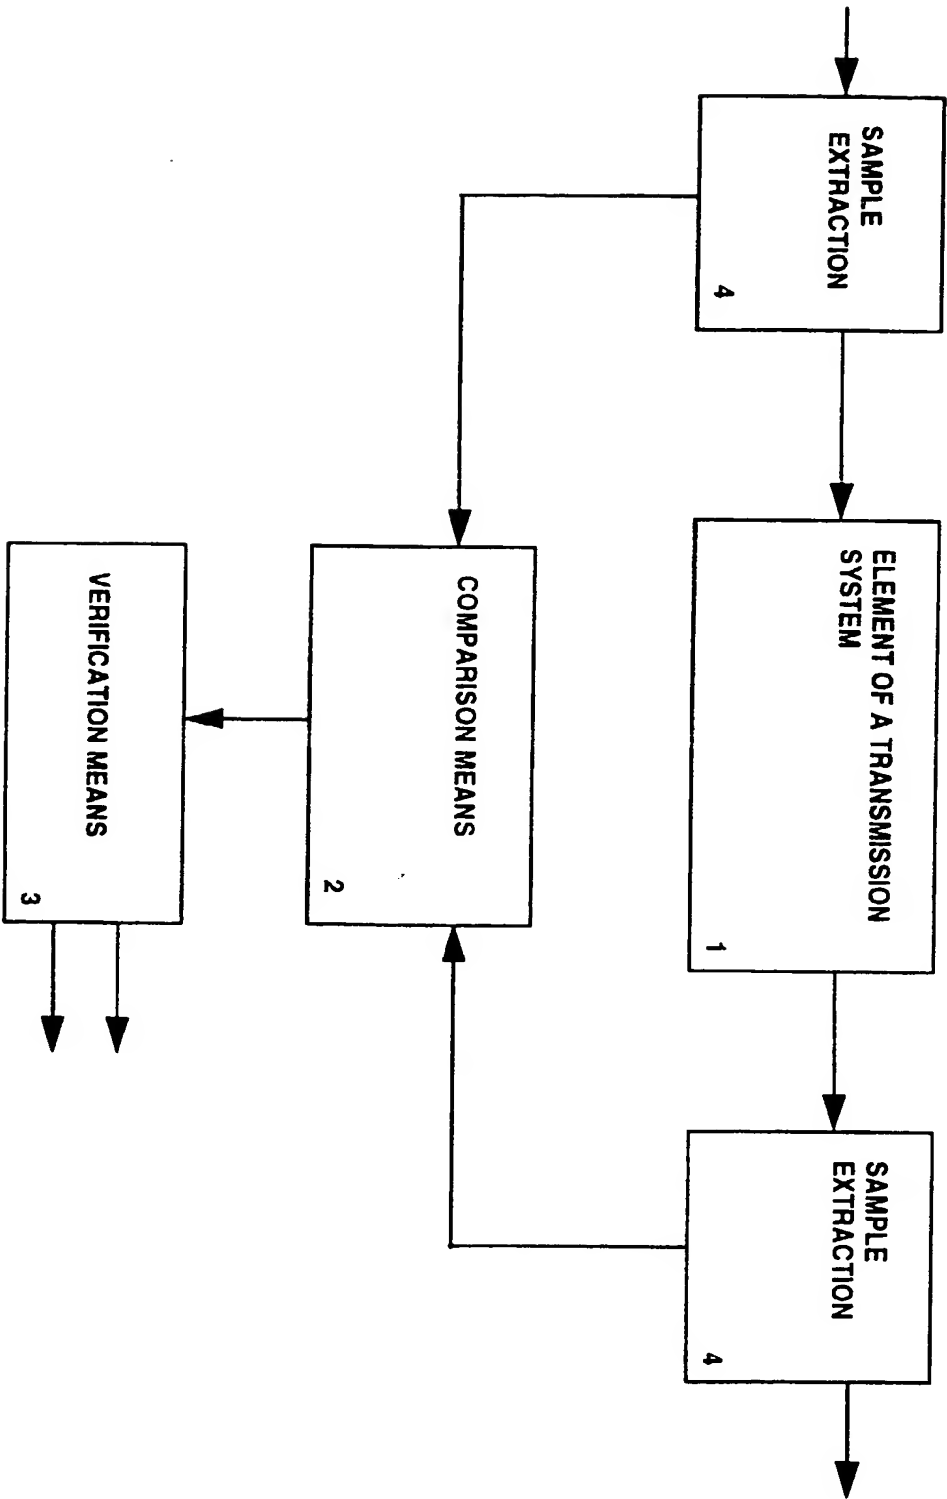 SAMPLE
EXTRACTION
4
ELEMENT OF A TRANSMISSION
SYSTEM
1
SAMPLE
EXTRACTION
4
COMPARISON MEANS
2
VERIFICATION MEANS
3